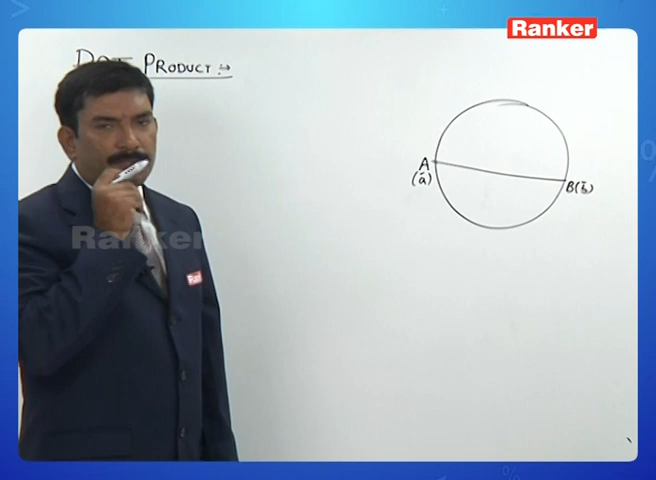 Ranker
DOT PRODUCT :→
A
(ā)
B(b̄)
Ranker